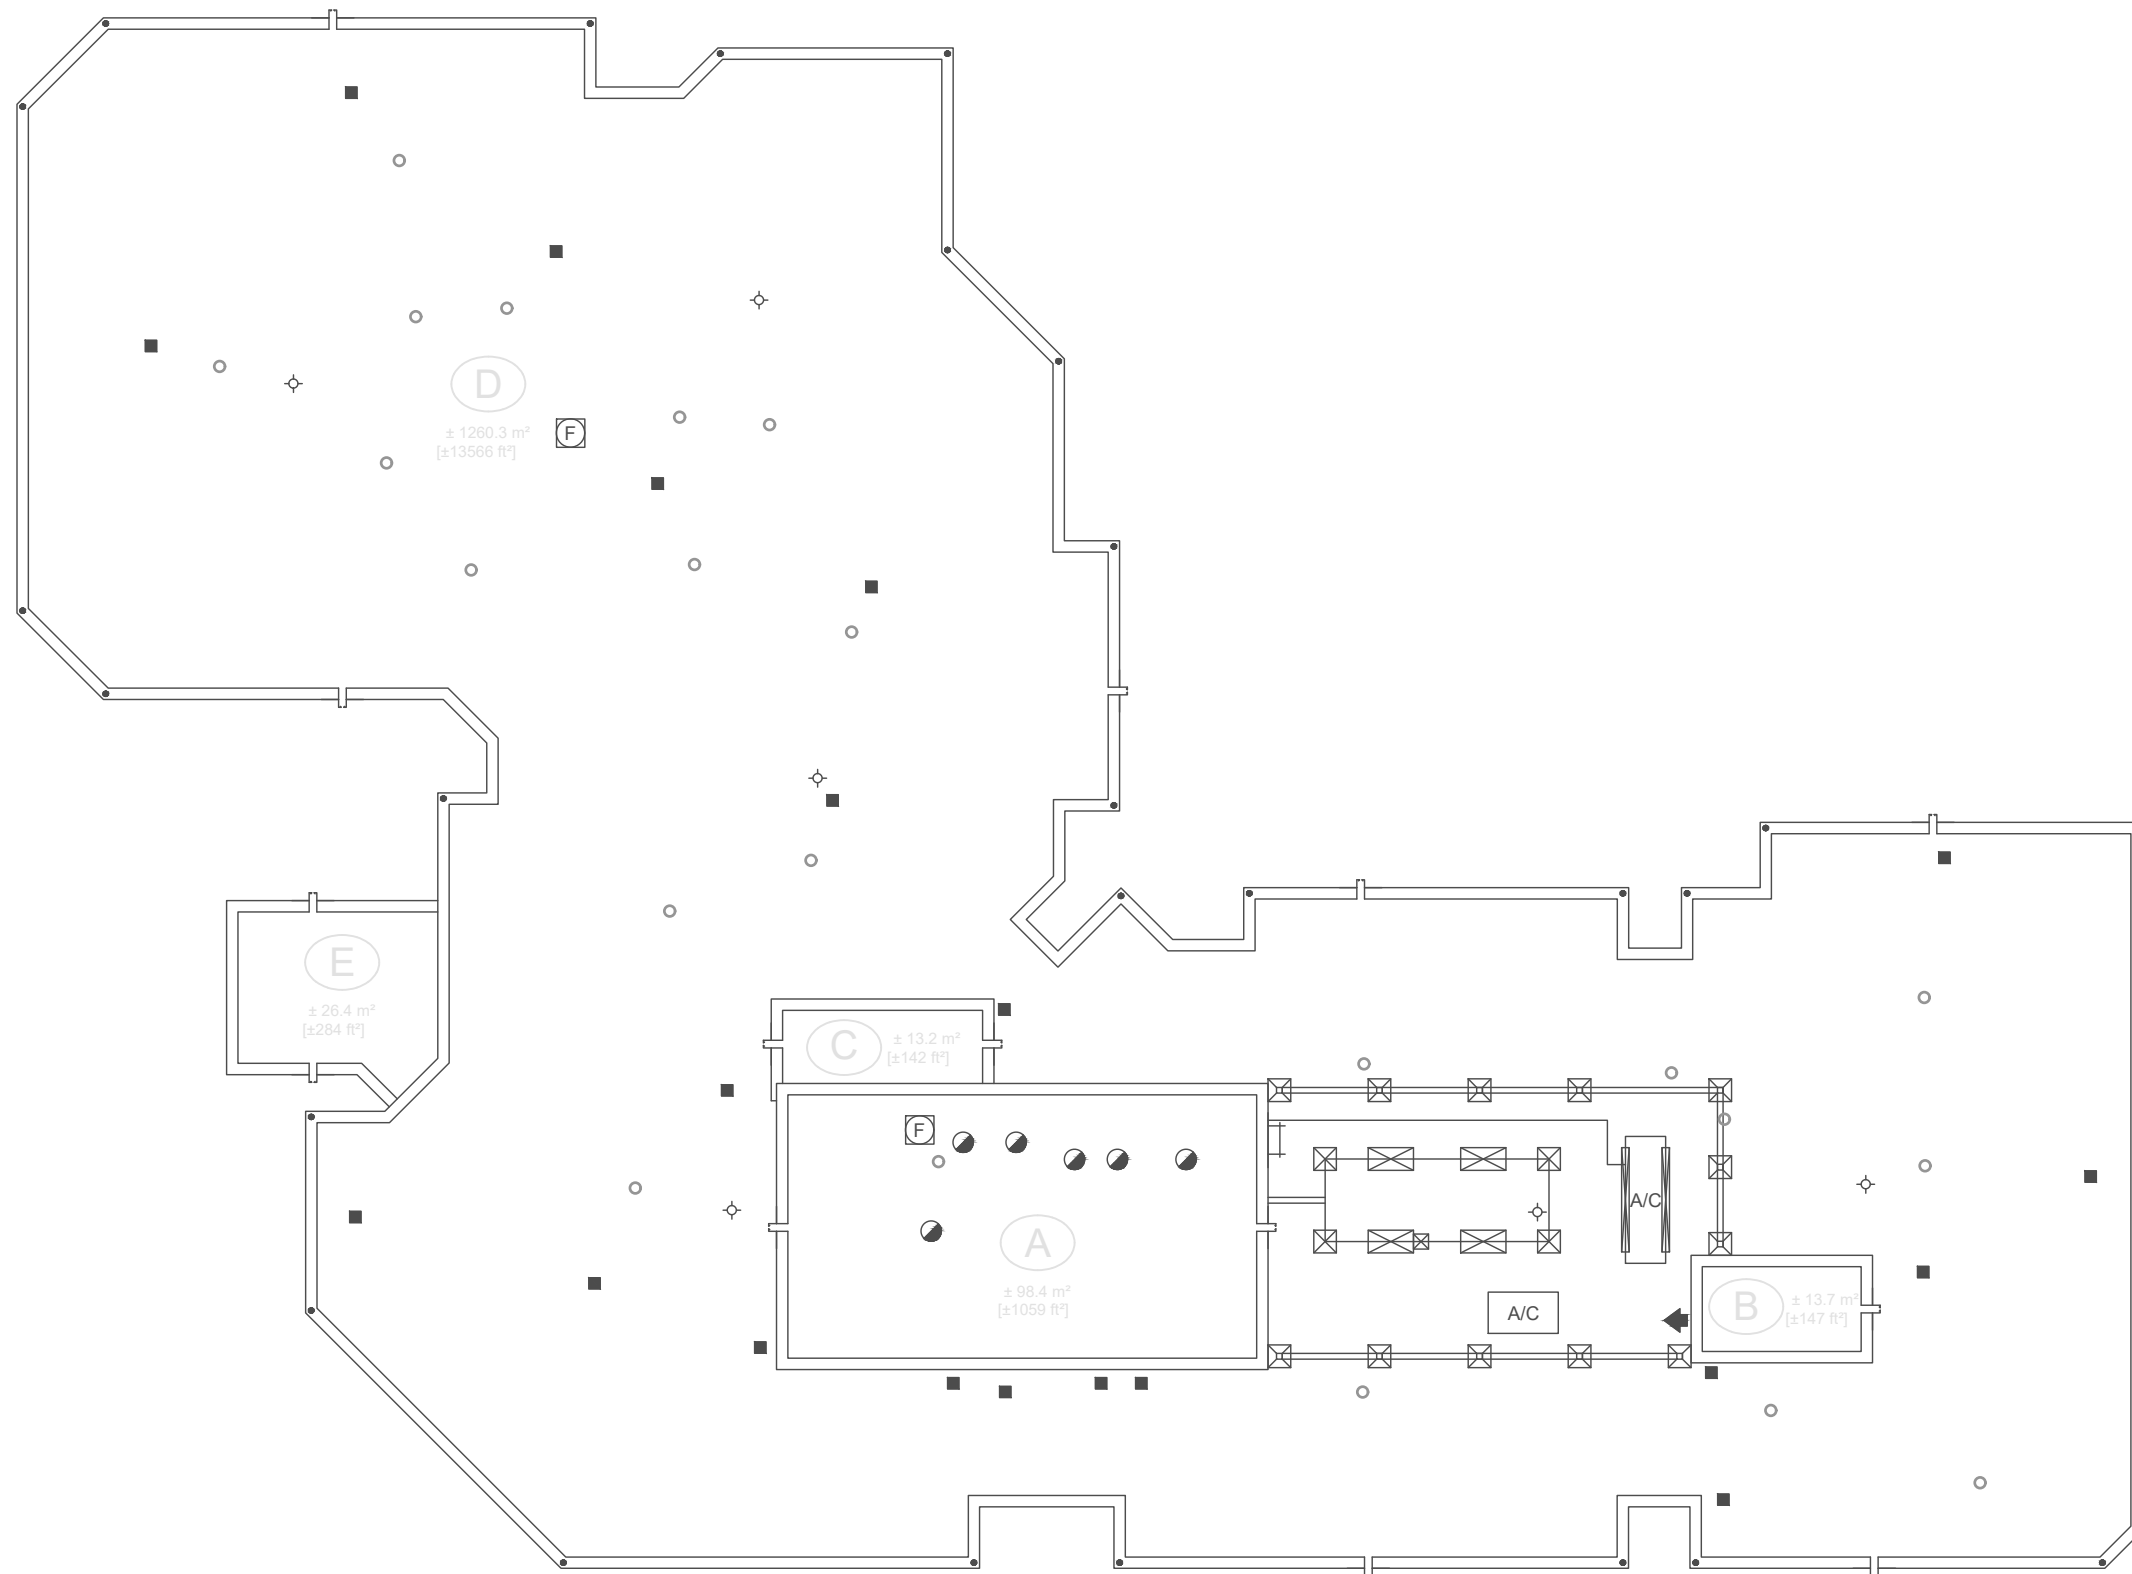 D
± 1260.3 m²
[±13566 ft²]
F
E
± 26.4 m²
[±284 ft²]
C
± 13.2 m²
[±142 ft²]
F
A
± 98.4 m²
[±1059 ft²]
A/C
A/C
B
± 13.7 m²
[±147 ft²]